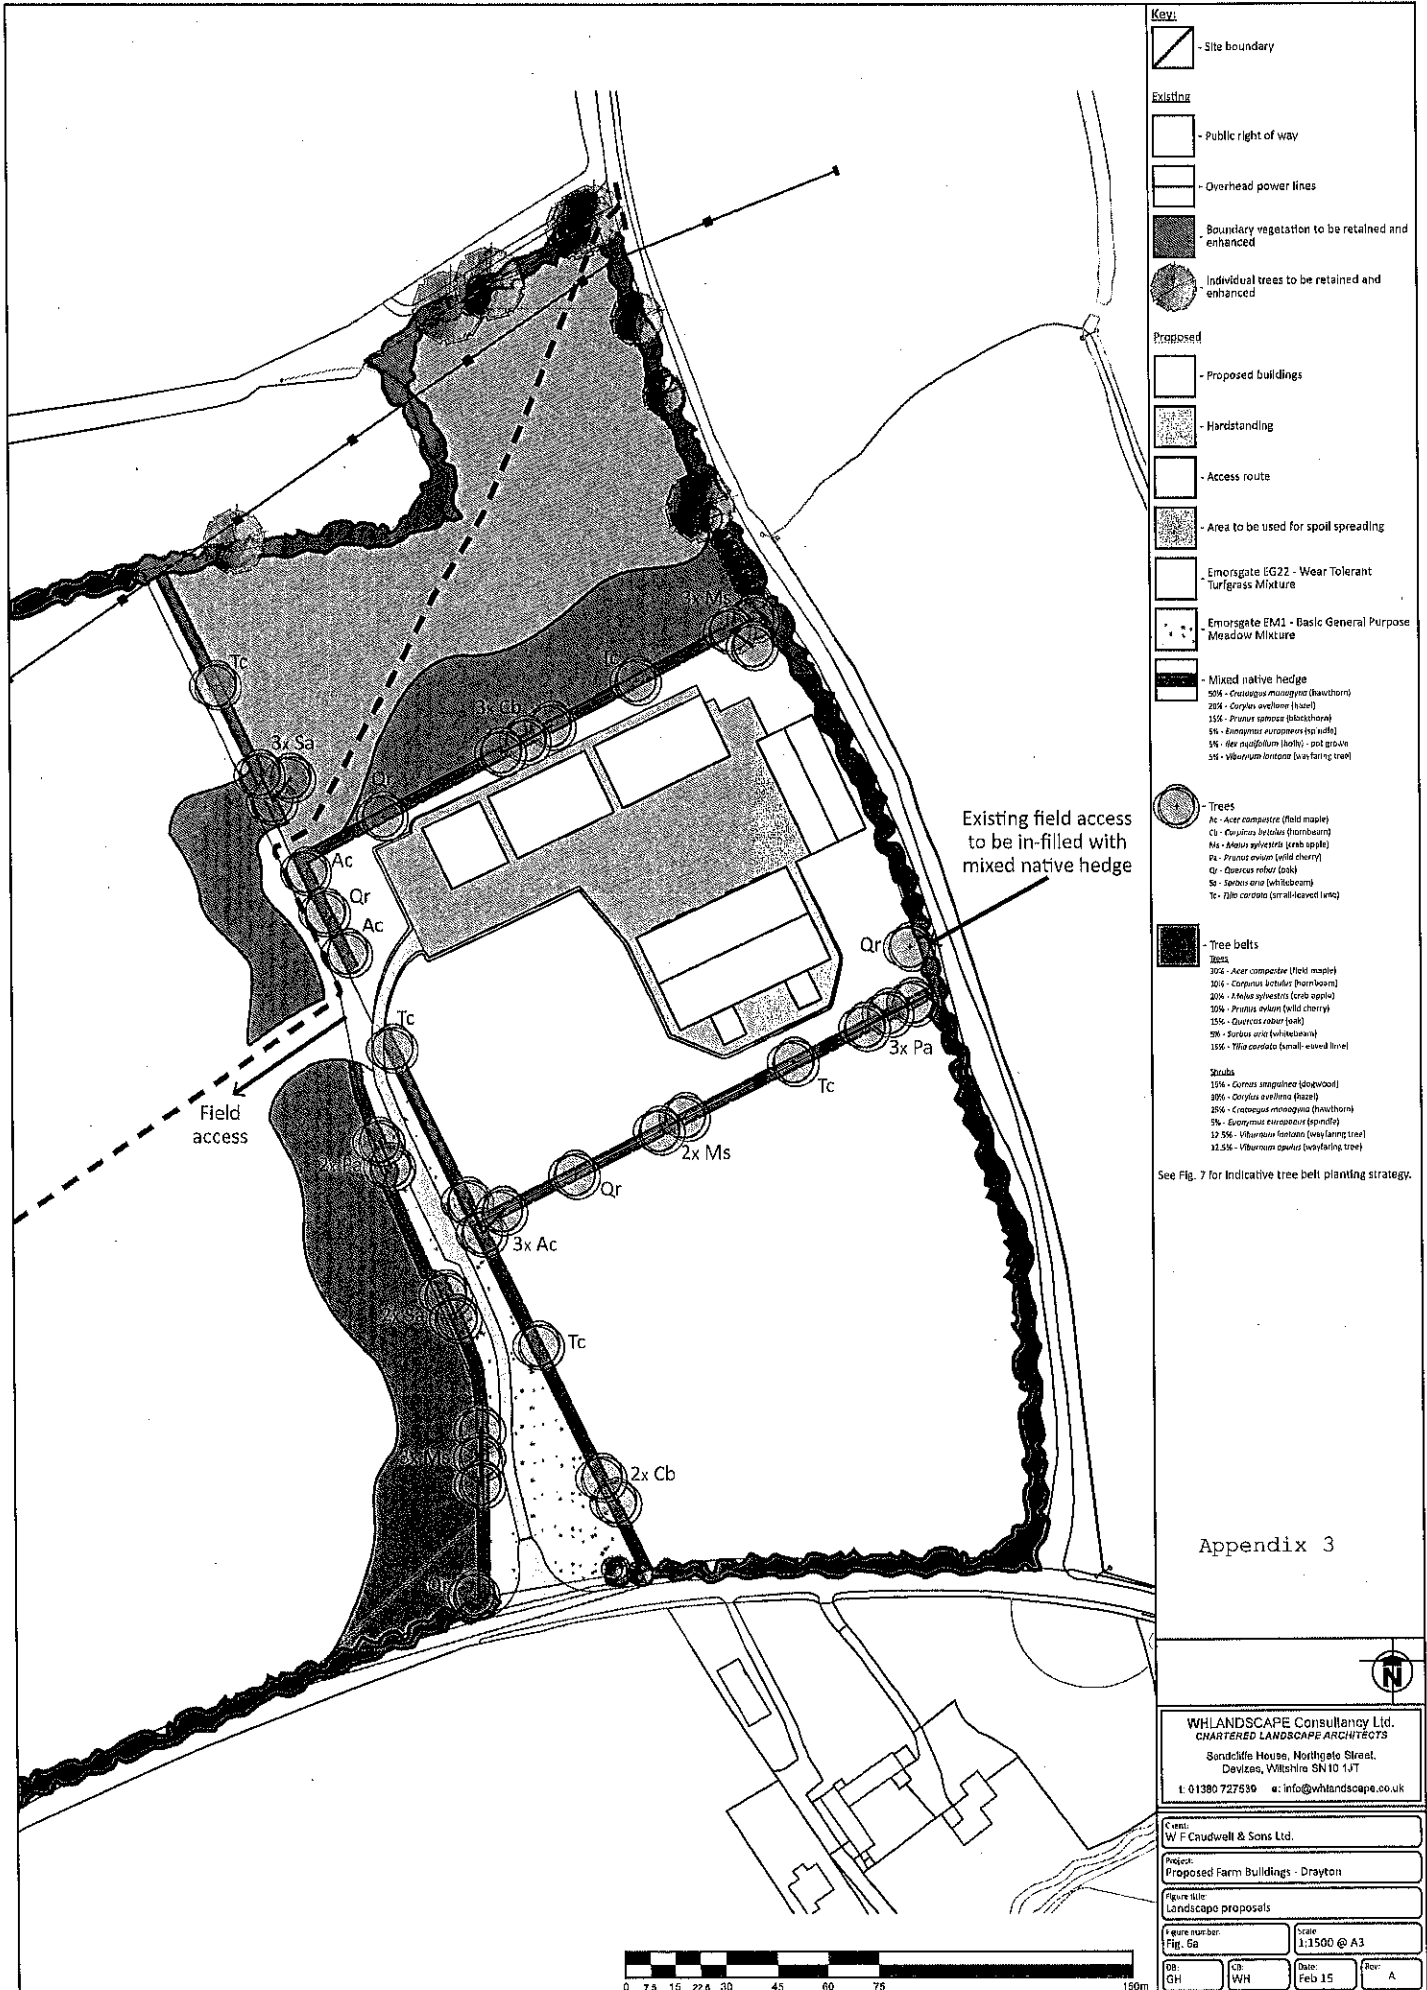 Key:
- Site boundary
Existing
- Public right of way
- Overhead power lines
- Boundary vegetation to be retained and
enhanced
- Individual trees to be retained and
enhanced
Proposed
- Proposed buildings
- Hardstanding
- Access route
- Area to be used for spoil spreading
- Emorsgate EG22 - Wear Tolerant
Turfgrass Mixture
- Emorsgate EM1 - Basic General Purpose
Meadow Mixture
- Mixed native hedge
50% - Crataegus monogyna (hawthorn)
20% - Corylus avellana (hazel)
15% - Prunus spinosa (blackthorn)
5% - Euonymus europaeus (spindle)
5% - Ilex aquifolium (holly) - pot grown
5% - Viburnum lantana (wayfaring tree)
- Trees
Ac - Acer campestre (field maple)
Cb - Carpinus betulus (hornbeam)
Ms - Malus sylvestris (crab apple)
Pa - Prunus avium (wild cherry)
Qr - Quercus robur (oak)
Sa - Sorbus aria (whitebeam)
Tc - Tilia cordata (small-leaved lime)
- Tree belts
Trees
30% - Acer campestre (field maple)
10% - Carpinus betulus (hornbeam)
20% - Malus sylvestris (crab apple)
10% - Prunus avium (wild cherry)
15% - Quercus robur (oak)
5% - Sorbus aria (whitebeam)
15% - Tilia cordata (small-leaved lime)
Shrubs
15% - Cornus sanguinea (dogwood)
30% - Corylus avellana (hazel)
25% - Crataegus monogyna (hawthorn)
5% - Euonymus europaeus (spindle)
12.5% - Viburnum lantana (wayfaring tree)
12.5% - Viburnum opulus (wayfaring tree)
See Fig. 7 for indicative tree belt planting strategy.
Ms
Tc
Tc
3x Cb
3x Sa
Qr
Existing field access
to be in-filled with
mixed native hedge
Ac
Qr
Ac
Qr
Tc
3x Pa
Tc
Field
access
2x Pa
2x Ms
Qr
3x Ac
2x Sa
Tc
3x Ms
2x Cb
Qr
Appendix 3
N
WHLANDSCAPE Consultancy Ltd.
CHARTERED LANDSCAPE ARCHITECTS
Sandcliffe House, Northgate Street,
Devizes, Wiltshire SN10 1JT
t: 01380 727539 e: info@whlandscape.co.uk
Client:
W F Caudwell & Sons Ltd.
Project:
Proposed Farm Buildings - Drayton
Figure title:
Landscape proposals
Figure number:
Fig. 6a
Scale
1:1500 @ A3
DB:
GH
CB:
WH
Date:
Feb 15
Rev:
A
0 7.5 15 22.5 30 45 60 75 150m